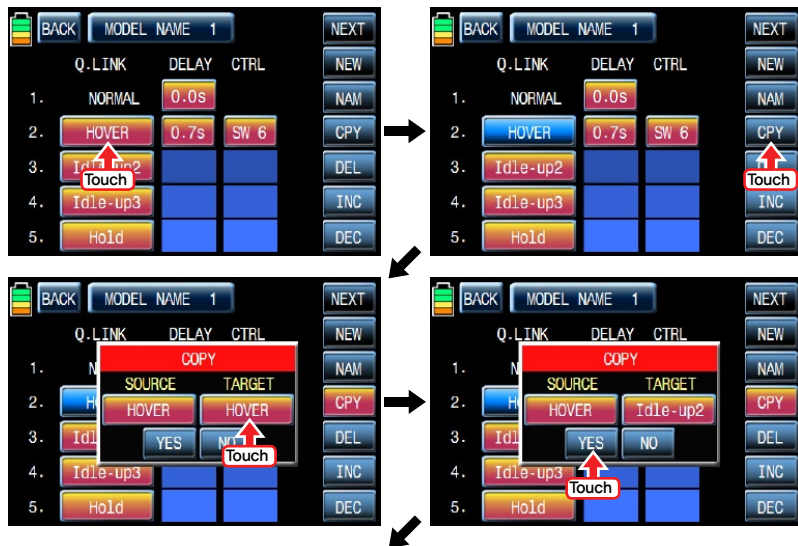 BACK MODEL NAME 1 NEXT
Q.LINK DELAY CTRL NEW
1. NORMAL 0.0s NAM
2. HOVER 0.7s SW 6 CPY
3. Idle-up2 DEL
Touch
4. Idle-up3 INC
5. Hold DEC
BACK MODEL NAME 1 NEXT
Q.LINK DELAY CTRL NEW
1. NORMAL 0.0s NAM
2. HOVER 0.7s SW 6 CPY
3. Idle-up2
Touch
4. Idle-up3 INC
5. Hold DEC
BACK MODEL NAME 1 NEXT
Q.LINK DELAY CTRL NEW
COPY
1. N NAM
SOURCE TARGET
2. H HOVER HOVER CPY
3. Idl YES NO DEL
Touch
4. Idle-up3 INC
5. Hold DEC
BACK MODEL NAME 1 NEXT
Q.LINK DELAY CTRL NEW
COPY
1. N NAM
SOURCE TARGET
2. H HOVER Idle-up2 CPY
3. Idl YES NO DEL
4. Idle-up3 INC
Touch
5. Hold DEC